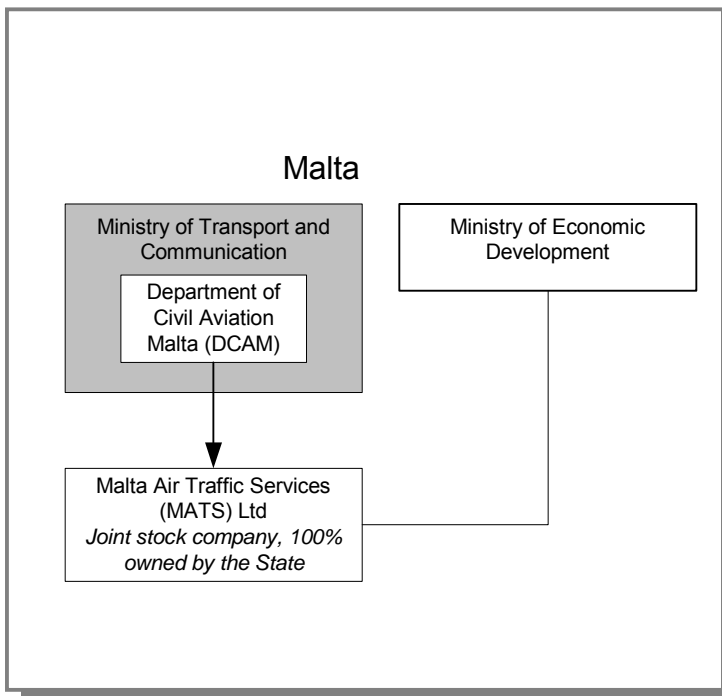 Malta
Ministry of Transport and
Communication
Department of
Civil Aviation
Malta (DCAM)
Ministry of Economic
Development
Malta Air Traffic Services
(MATS) Ltd
Joint stock company, 100%
owned by the State